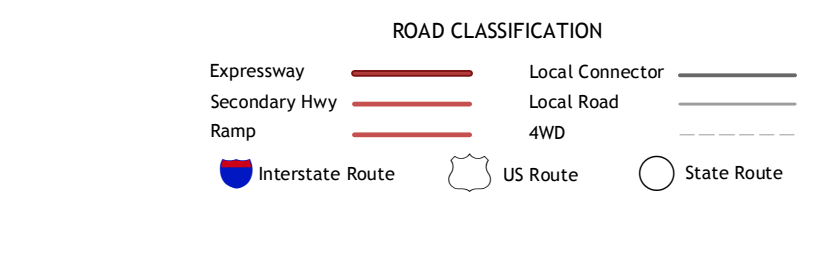 ROAD CLASSIFICATION
Expressway
Local Connector
Secondary Hwy
Local Road
Ramp
4WD
Interstate Route
US Route
State Route